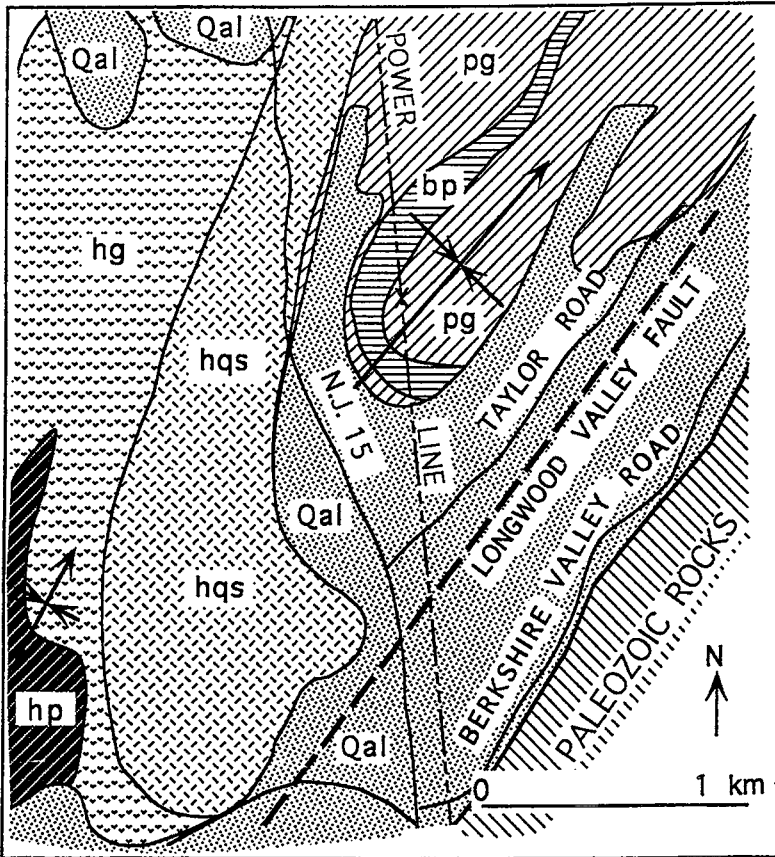 Qal
Qal
POWER
pg
bp
hg
pg
hqs
TAYLOR ROAD
N.J. 15
LINE
LONGWOOD VALLEY FAULT
BERKSHIRE VALLEY ROAD
Qal
hqs
PALEOZOIC ROCKS
N
hp
Qal
0 1 km